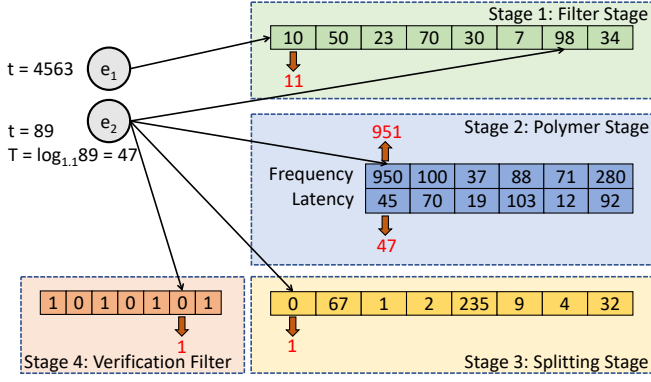 Stage 1: Filter Stage
10 50 23 70 30 7 98 34
11
t = 4563
e1
t = 89
e2
T = log1.189 = 47
Stage 2: Polymer Stage
951
Frequency 950 100 37 88 71 280
Latency 45 70 19 103 12 92
47
1 0 1 0 1 0 1
1
Stage 4: Verification Filter
0 67 1 2 235 9 4 32
1
Stage 3: Splitting Stage